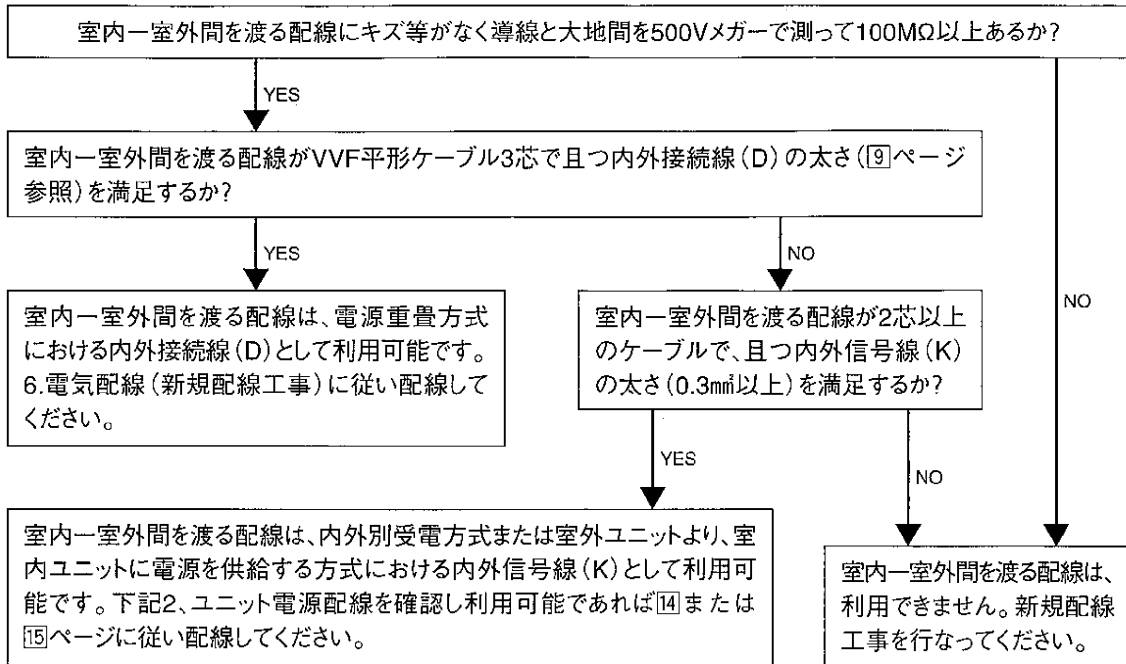 室内ー室外間を渡る配線にキズ等がなく導線と大地間を500Vメガーで測って100MΩ以上あるか?
YES
室内ー室外間を渡る配線がVVF平形ケーブル3芯で且つ内外接続線(D)の太さ(9ページ
参照)を満足するか?
YES
NO
NO
室内ー室外間を渡る配線は、電源重畳方式
における内外接続線(D)として利用可能です。
6.電気配線(新規配線工事)に従い配線して
ください。
室内ー室外間を渡る配線が2芯以上
のケーブルで、且つ内外信号線(K)
の太さ(0.3㎟以上)を満足するか?
YES
NO
室内ー室外間を渡る配線は、内外別受電方式または室外ユニットより、室
内ユニットに電源を供給する方式における内外信号線(K)として利用可
能です。下記2、ユニット電源配線を確認し利用可能であれば14または
15ページに従い配線してください。
室内ー室外間を渡る配線は、
利用できません。新規配線
工事を行なってください。